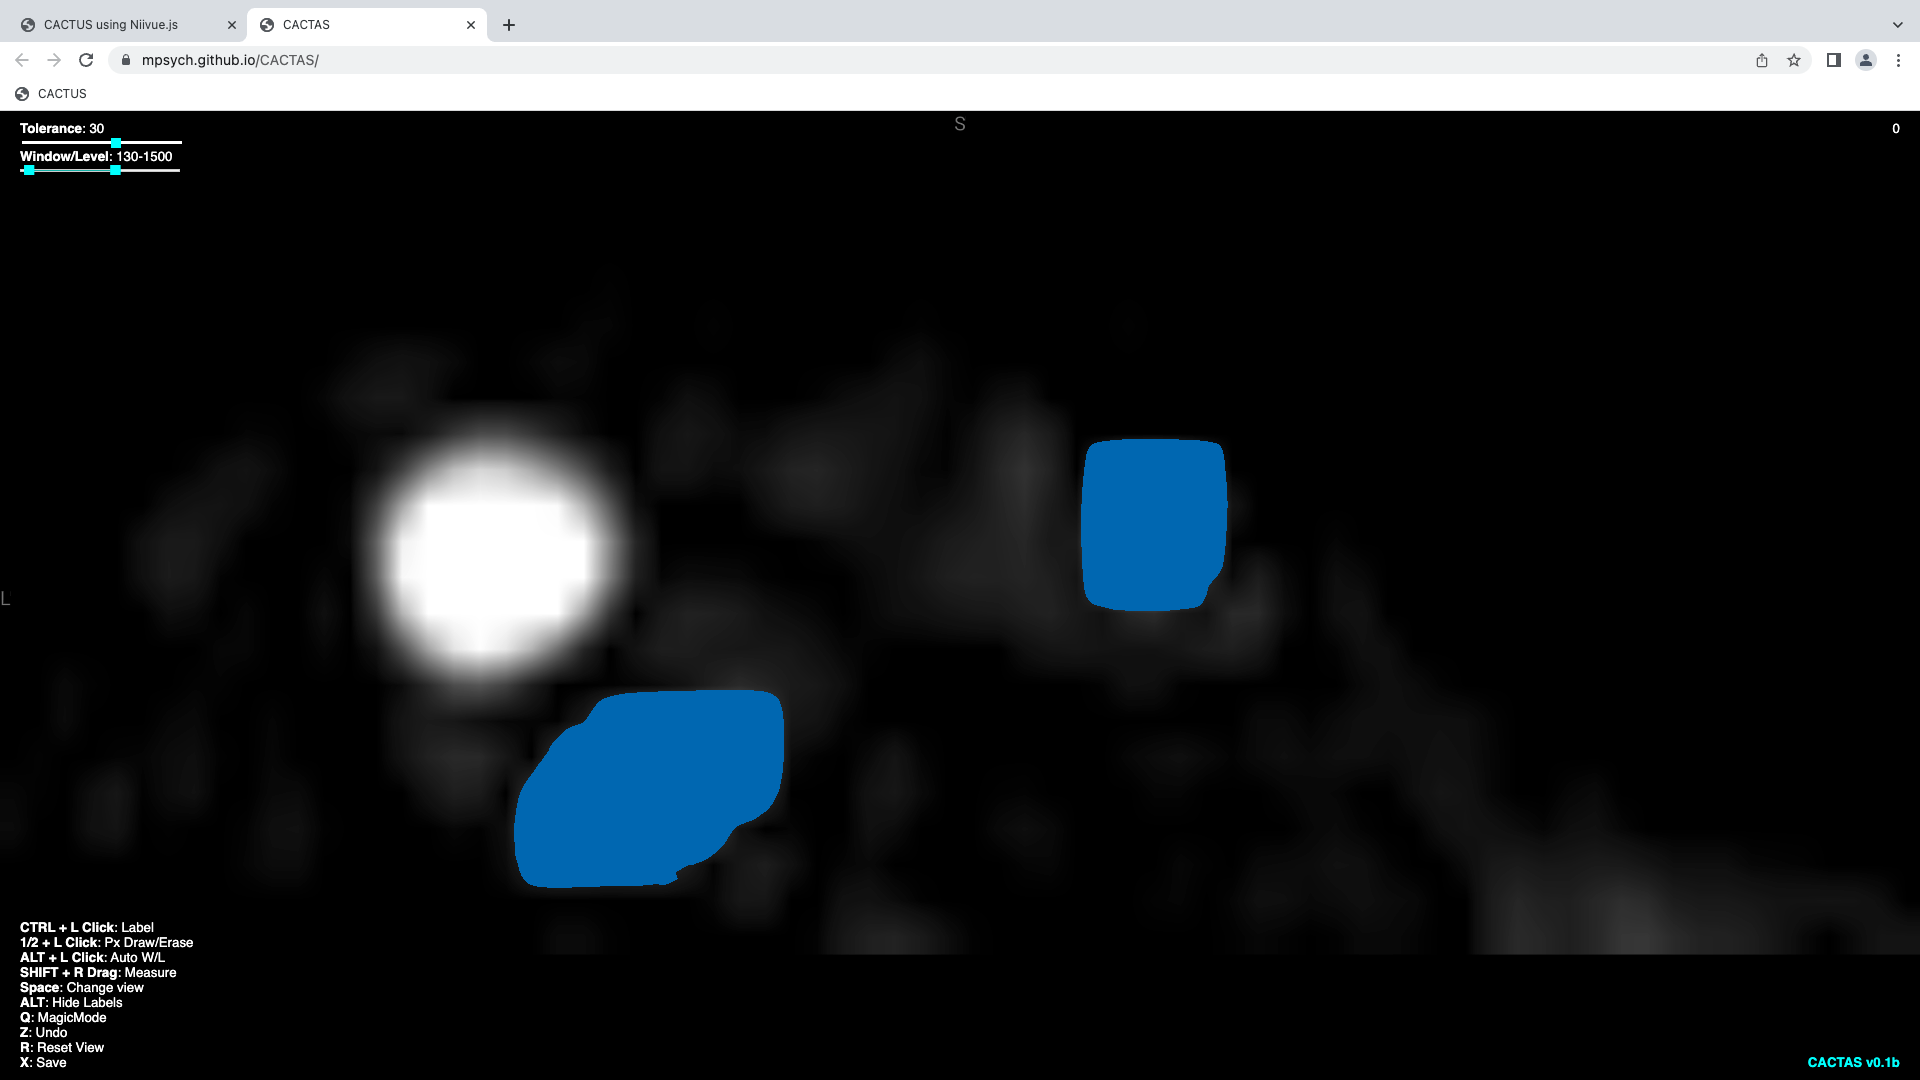 CACTUS using Niivue.js
CACTAS
mpsych.github.io/CACTAS/
CACTUS
Tolerance: 30
Window/Level: 130-1500
S
0
L
CTRL + L Click: Label
1/2 + L Click: Px Draw/Erase
ALT + L Click: Auto W/L
SHIFT + R Drag: Measure
Space: Change view
ALT: Hide Labels
Q: MagicMode
Z: Undo
R: Reset View
X: Save
CACTAS v0.1b